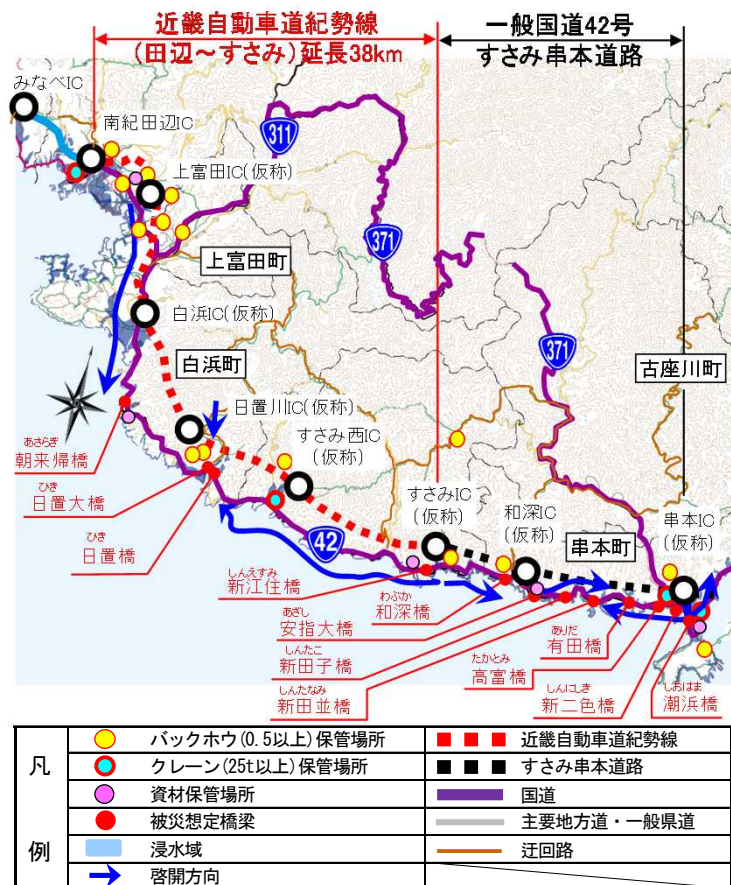 近畿自動車道紀勢線
(田辺～すさみ)延長38km
一般国道42号
すさみ串本道路
みなべIC
南紀田辺IC
311
上富田IC(仮称)
371
上富田町
白浜IC(仮称)
371
白浜町
古座川町
日置川IC(仮称)
あさらぎ
朝来帰橋
すさみ西IC
(仮称)
ひき
日置大橋
すさみIC
(仮称)
和深IC
(仮称)
串本IC
(仮称)
ひき
日置橋
42
串本町
しんえすみ
新江住橋
わぶか
和深橋
あざし
安指大橋
ありだ
有田橋
しんたこ
新田子橋
たかとみ
高富橋
しんたなみ
新田並橋
しんにしき
新二色橋
しおはま
潮浜橋
凡例
バックホウ(0.5以上)保管場所
近畿自動車道紀勢線
クレーン(25t以上)保管場所
すさみ串本道路
資材保管場所
国道
被災想定橋梁
主要地方道・一般県道
浸水域
迂回路
啓開方向